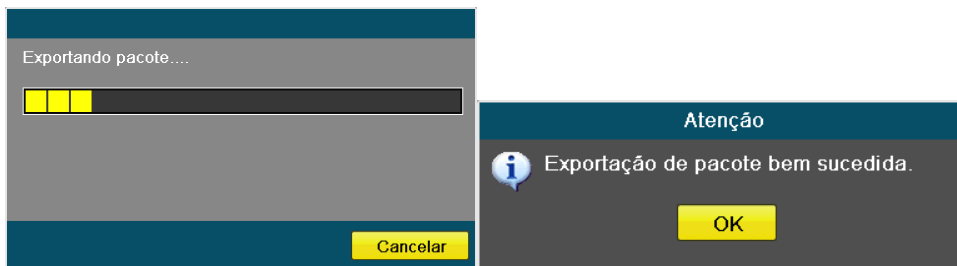 Exportando pacote....
Cancelar
Atenção
Exportação de pacote bem sucedida.
OK